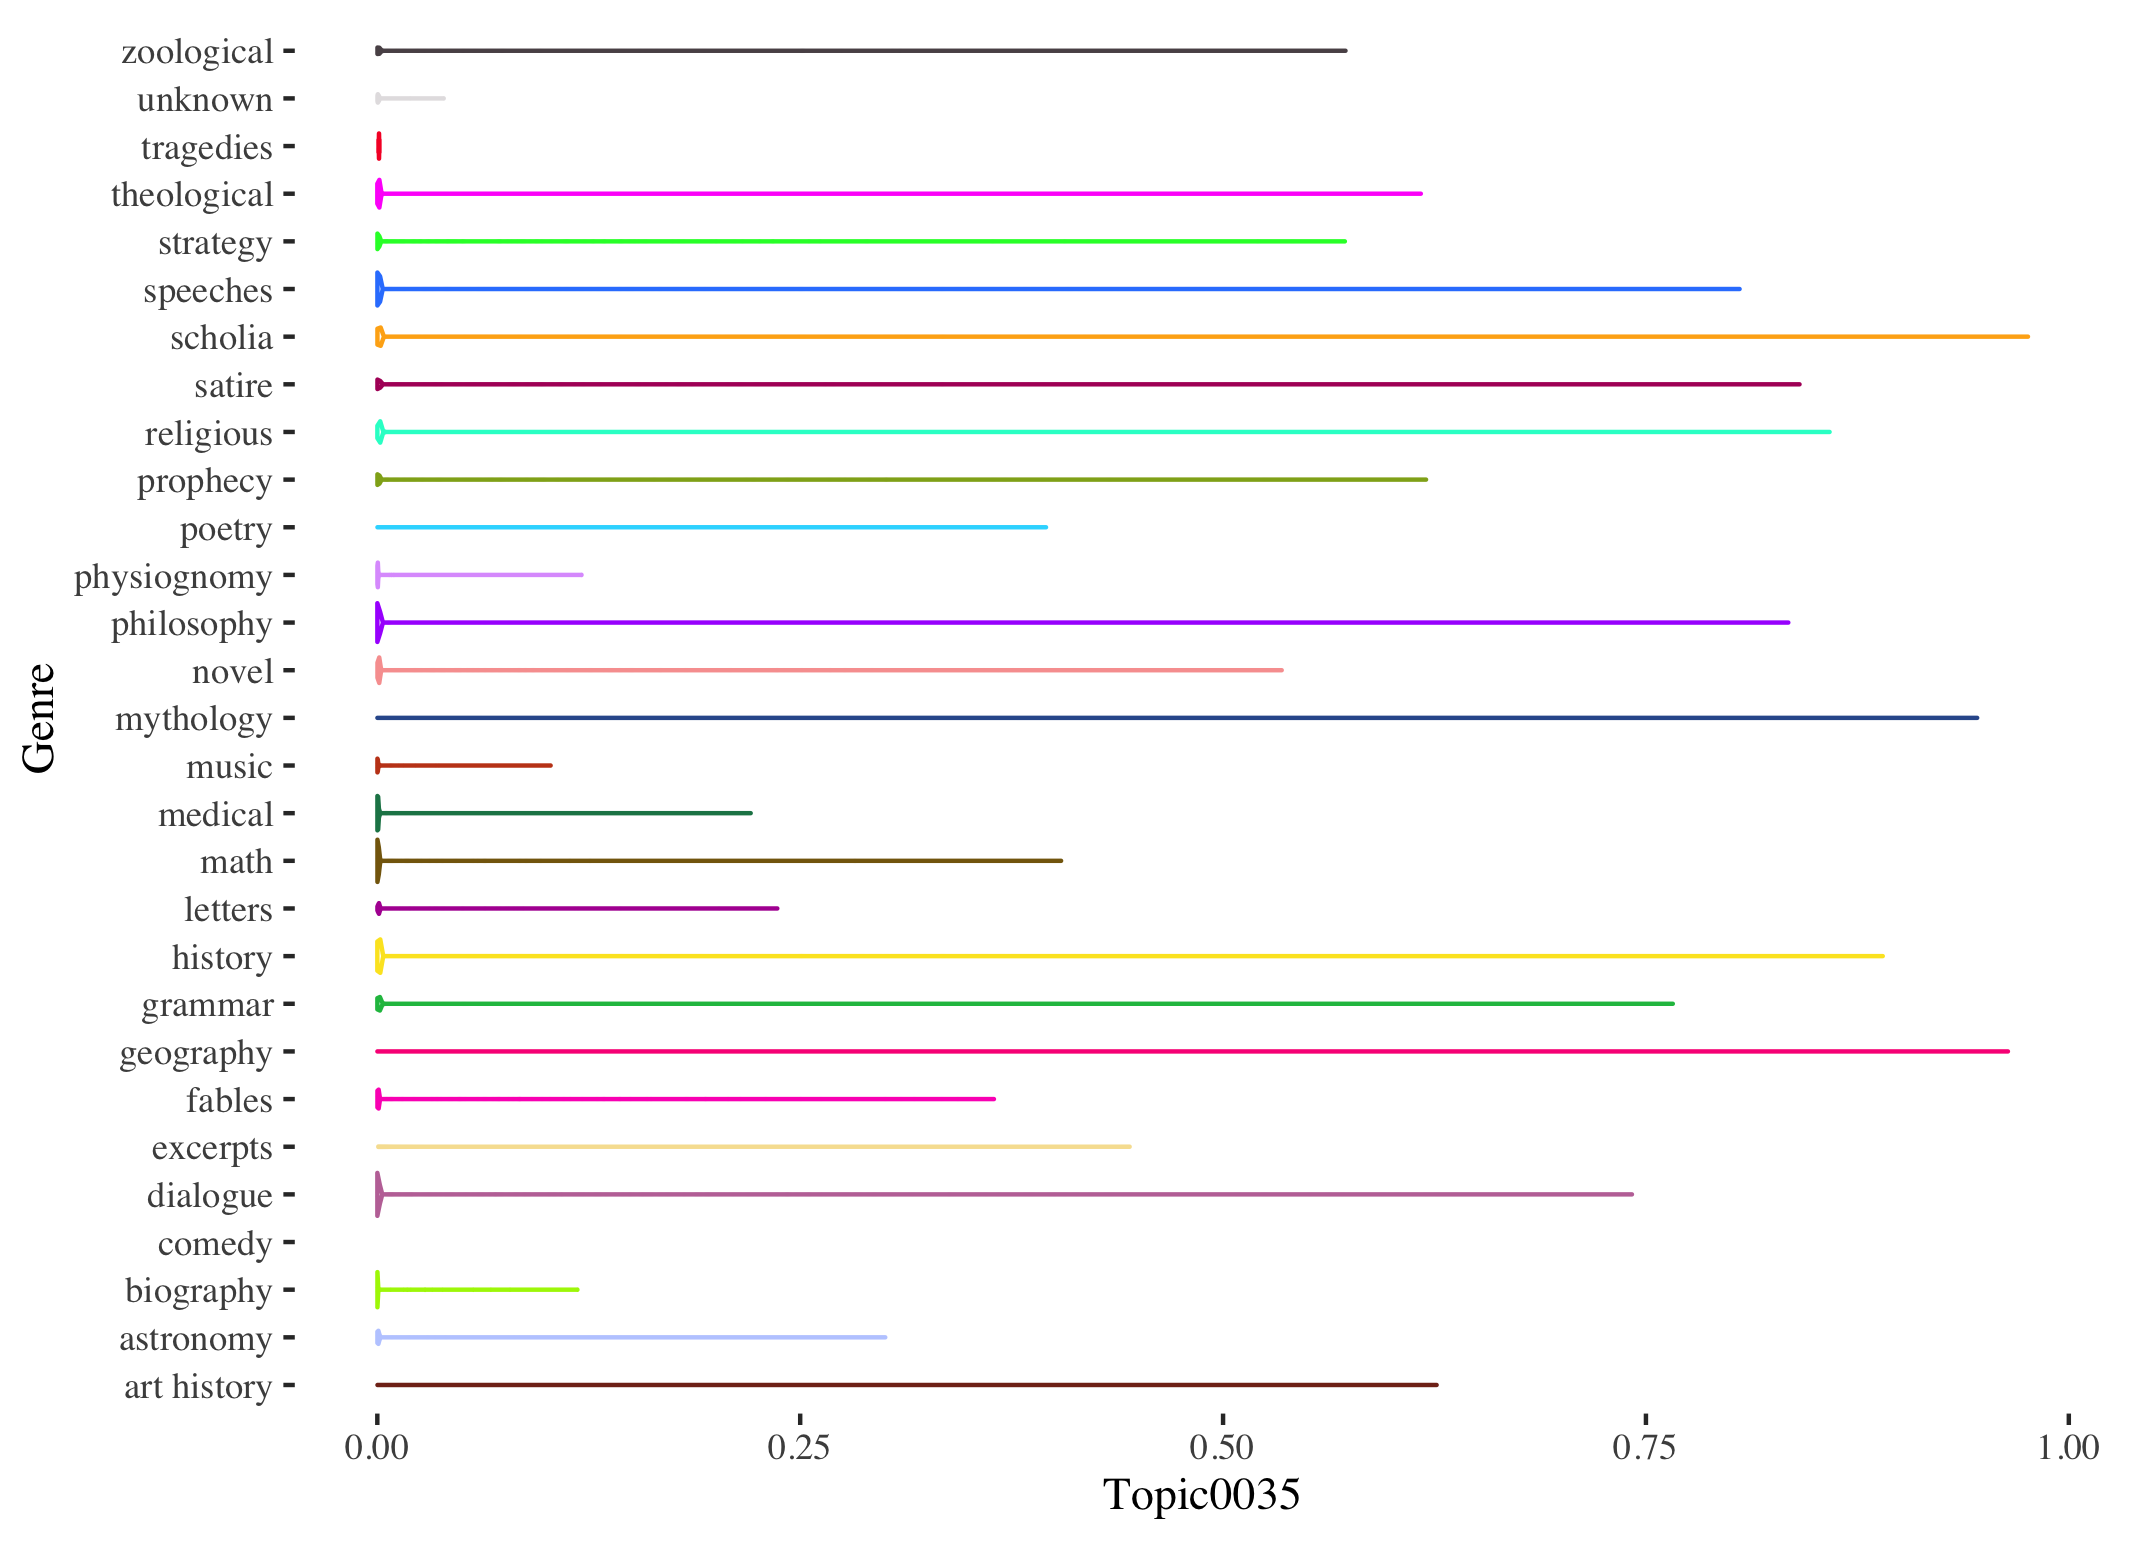 zoological
unknown
tragedies
theological
strategy
speeches
scholia
satire
religious
prophecy
poetry
physiognomy
philosophy
novel
mythology
music
medical
math
letters
history
grammar
geography
fables
excerpts
dialogue
comedy
biography
astronomy
art history
Genre
0.00 0.25 0.50 0.75 1.00
Topic0035